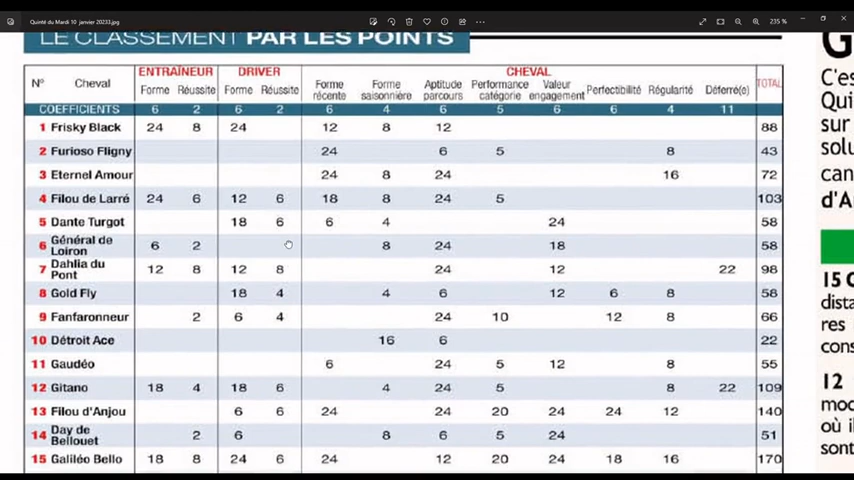 Quinté du Mardi 10 janvier 20233.jpg
235 %
LE CLASSEMENT PAR LES POINTS
N° Cheval ENTRAÎNEUR DRIVER CHEVAL TOTAL
Forme Réussite Forme Réussite Forme récente Forme saisonnière Aptitude parcours Performance catégorie Valeur engagement Perfectibilité Régularité Déferré(e)
COEFFICIENTS 6 2 6 2 6 4 6 5 6 6 4 11
1 Frisky Black 24 8 24 12 8 12 88
2 Furioso Fligny 24 6 5 8 43
3 Eternel Amour 24 8 24 16 72
4 Filou de Larré 24 6 12 6 18 8 24 5 103
5 Dante Turgot 18 6 6 4 24 58
6 Général de Loiron 6 2 8 24 18 58
7 Dahlia du Pont 12 8 12 8 24 12 22 98
8 Gold Fly 18 4 4 6 12 6 8 58
9 Fanfaronneur 2 6 4 24 10 12 8 66
10 Détroit Ace 16 6 22
11 Gaudéo 6 24 5 12 8 55
12 Gitano 18 4 18 6 4 24 5 8 22 109
13 Filou d'Anjou 6 6 24 24 20 24 24 12 140
14 Day de Bellouet 2 6 8 6 5 24 51
15 Galiléo Bello 18 8 24 6 24 12 20 24 18 16 170
G
C'es
Qui
sur
solu
can
d'A
15 C
dista
res
cons
12
moc
où il
sont